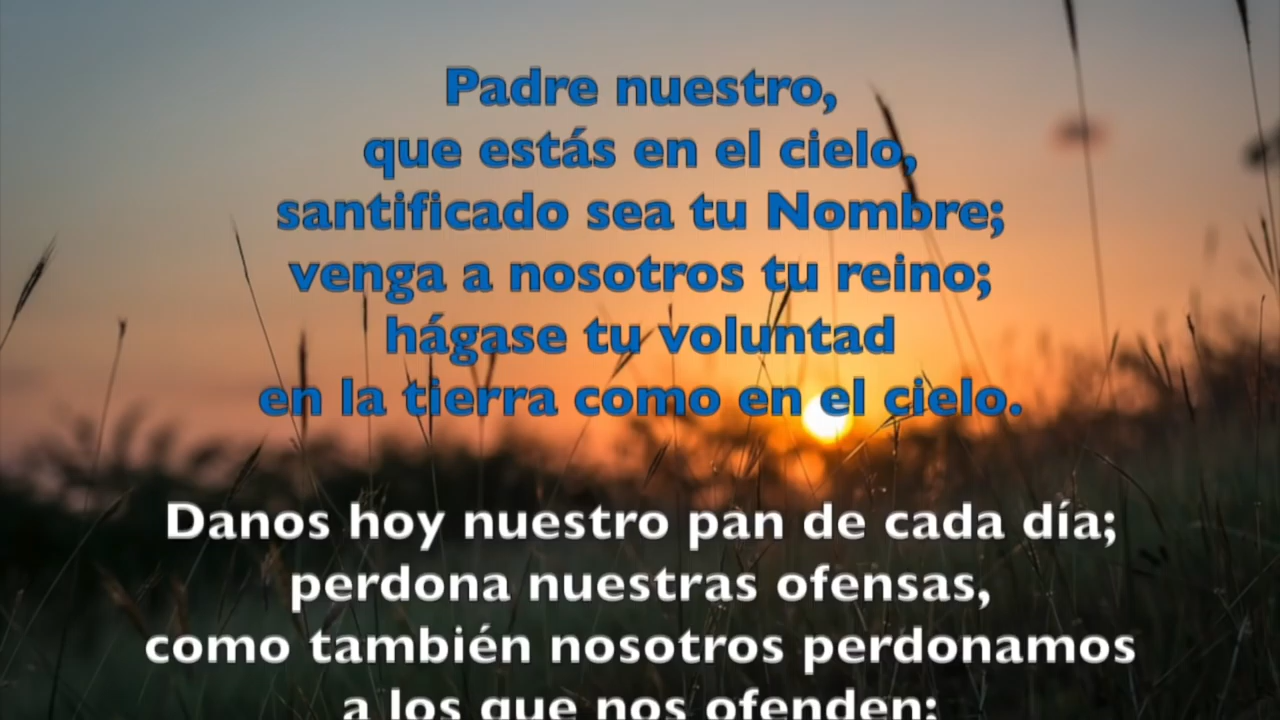 Padre nuestro,
que estás en el cielo,
santificado sea tu Nombre;
venga a nosotros tu reino;
hágase tu voluntad
en la tierra como en el cielo.
Danos hoy nuestro pan de cada día;
perdona nuestras ofensas,
como también nosotros perdonamos
a los que nos ofenden;